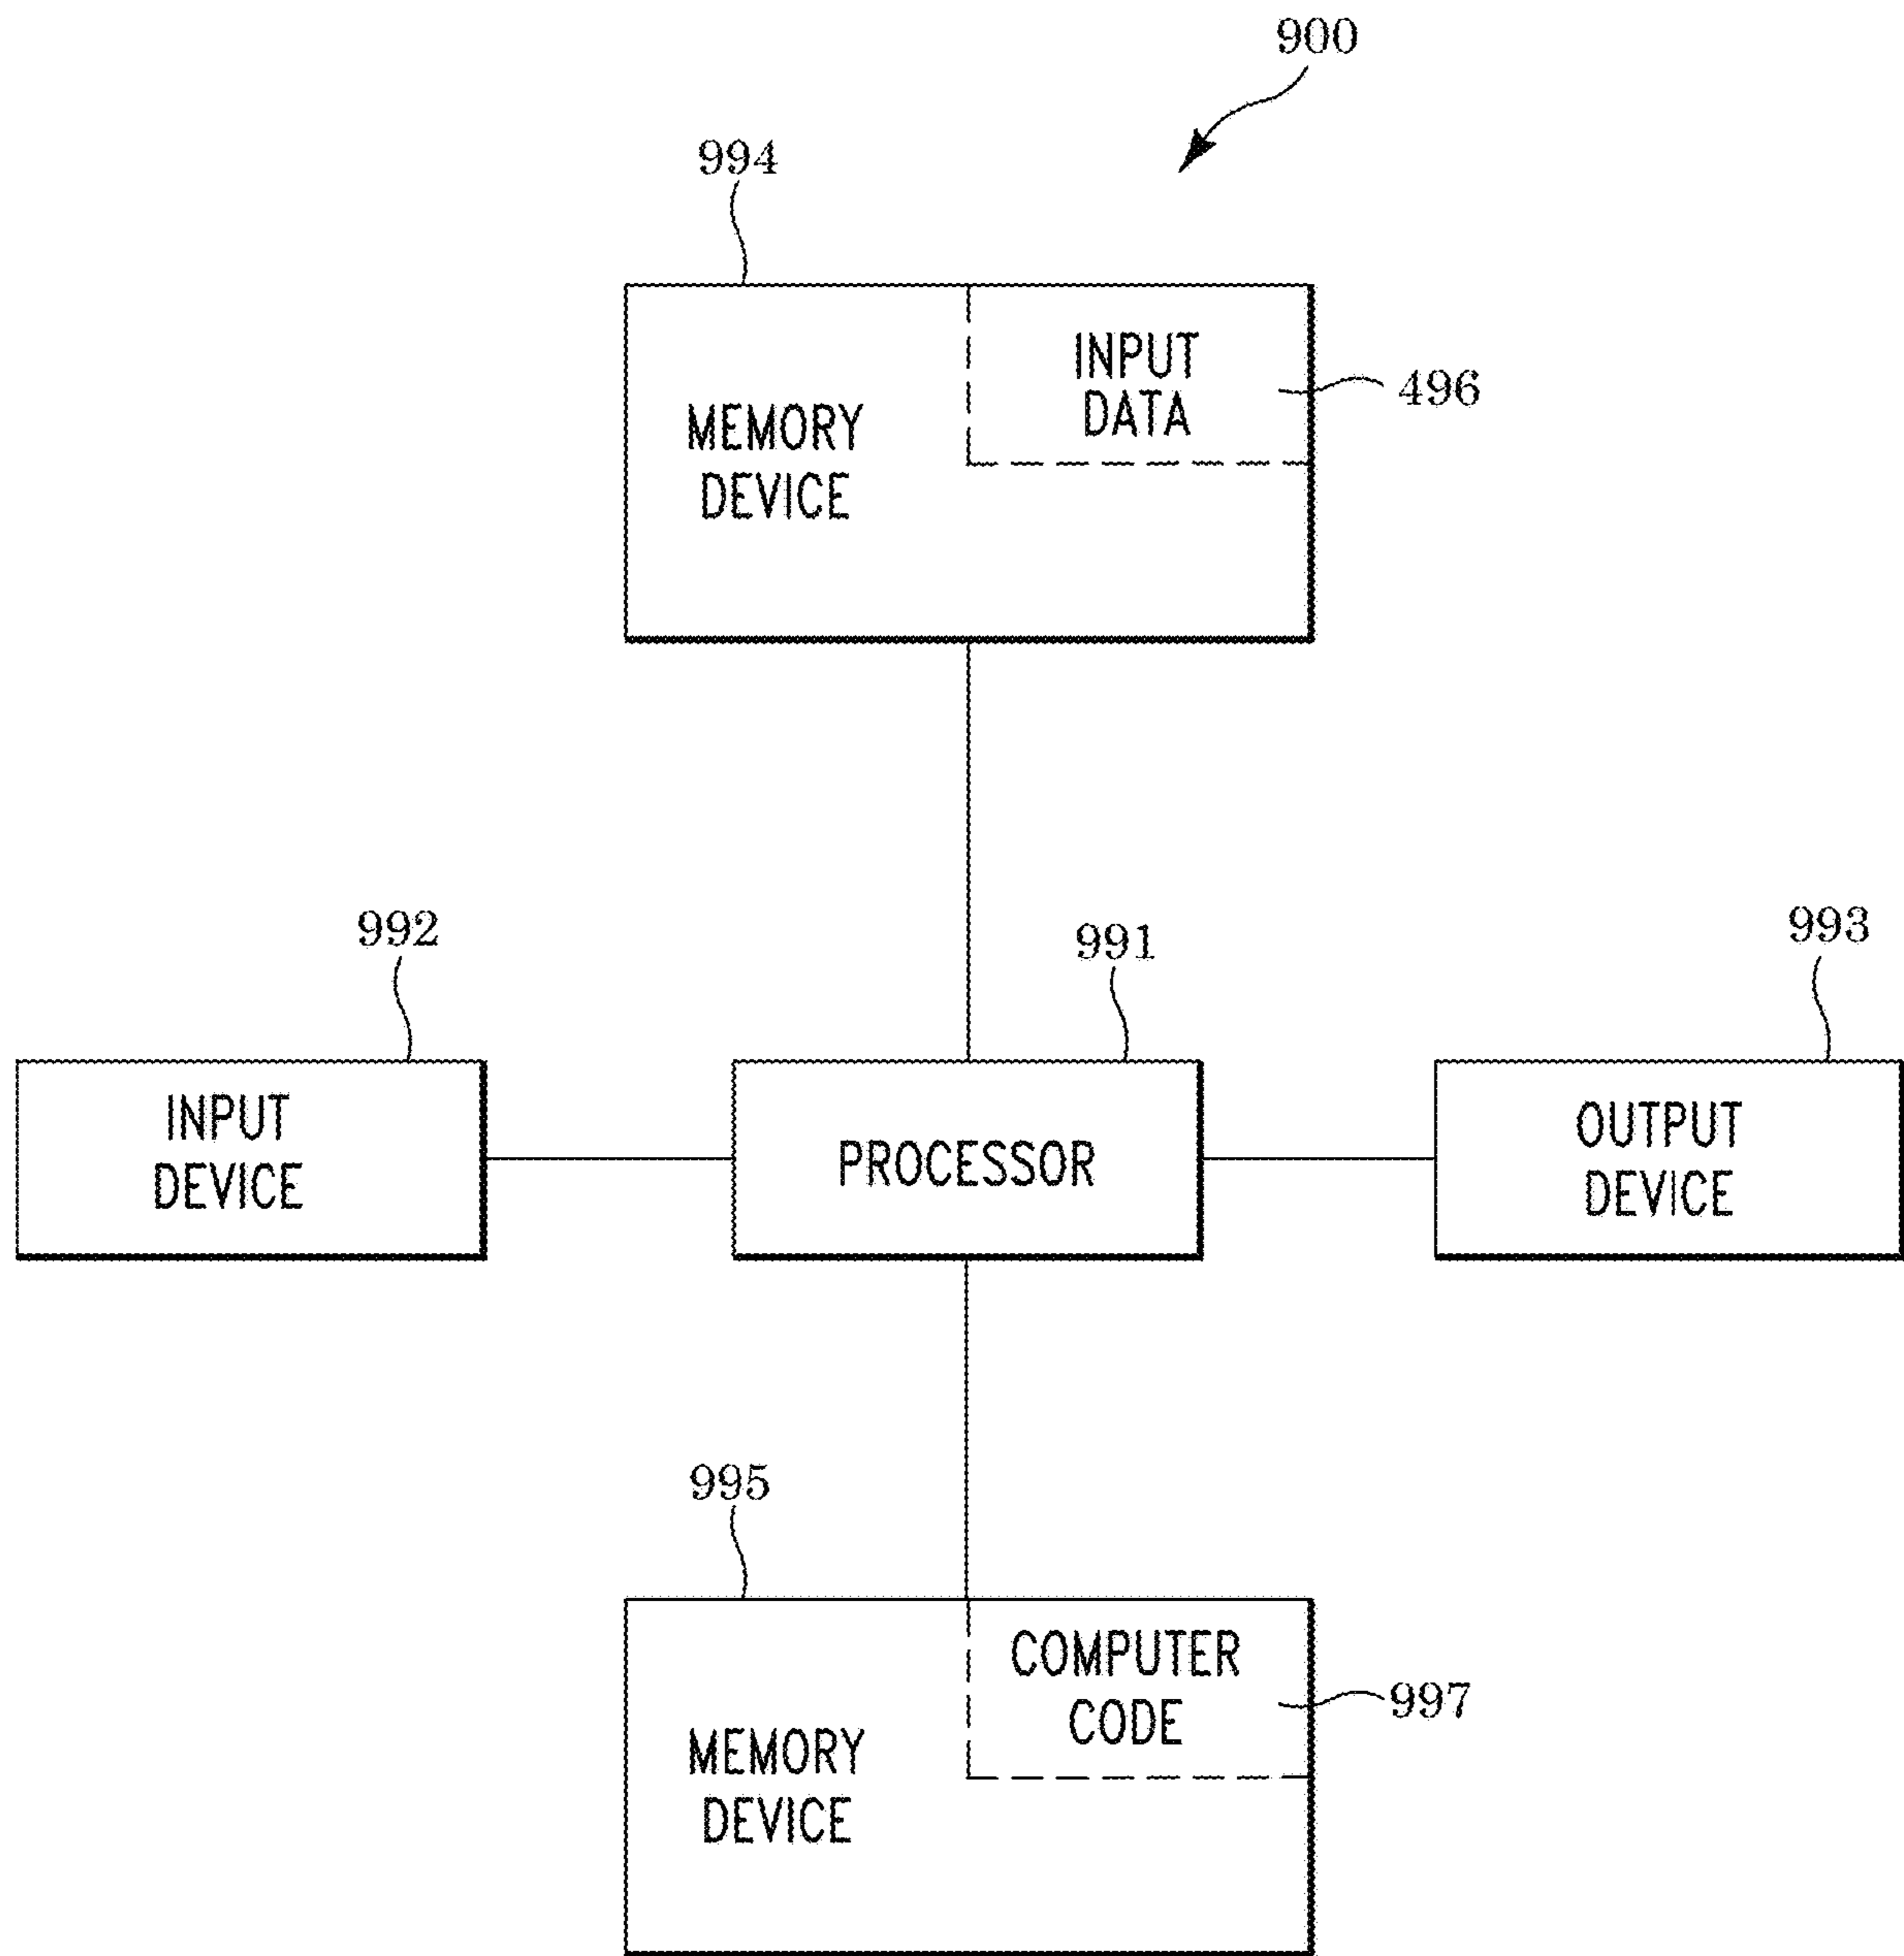 900
994
INPUT
DATA
496
MEMORY
DEVICE
992
991
993
INPUT
DEVICE
PROCESSOR
OUTPUT
DEVICE
995
COMPUTER
CODE
997
MEMORY
DEVICE